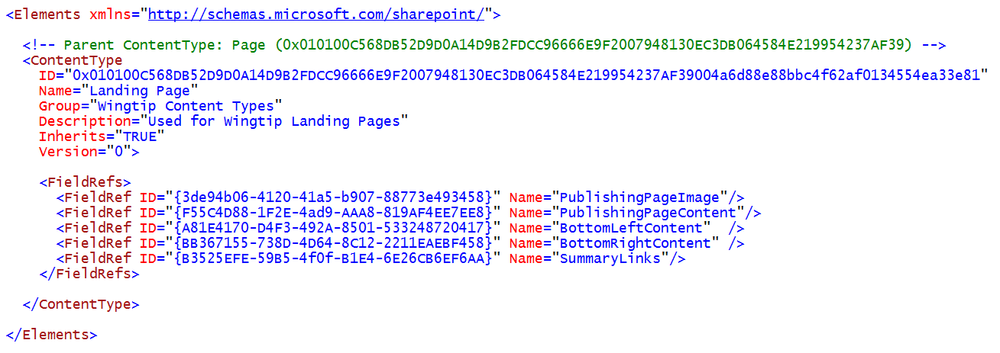 <Elements xmlns="http://schemas.microsoft.com/sharepoint/">
<!-- Parent ContentType: Page (0x010100C568DB52D9D0A14D9B2FDCC96666E9F2007948130EC3DB064584E219954237AF39) -->
<ContentType
ID="0x010100C568DB52D9D0A14D9B2FDCC96666E9F2007948130EC3DB064584E219954237AF39004a6d88e88bbc4f62af0134554ea33e81"
Name="Landing Page"
Group="Wingtip Content Types"
Description="Used for Wingtip Landing Pages"
Inherits="TRUE"
Version="0">
<FieldRefs>
<FieldRef ID="{3de94b06-4120-41a5-b907-88773e493458}" Name="PublishingPageImage"/>
<FieldRef ID="{F55C4D88-1F2E-4ad9-AAA8-819AF4EE7EE8}" Name="PublishingPageContent"/>
<FieldRef ID="{A81E4170-D4F3-492A-8501-533248720417}" Name="BottomLeftContent"  />
<FieldRef ID="{BB367155-738D-4D64-8C12-2211EAEBF458}" Name="BottomRightContent" />
<FieldRef ID="{B3525EFE-59B5-4f0f-B1E4-6E26CB6EF6AA}" Name="SummaryLinks"/>
</FieldRefs>
</ContentType>
</Elements>